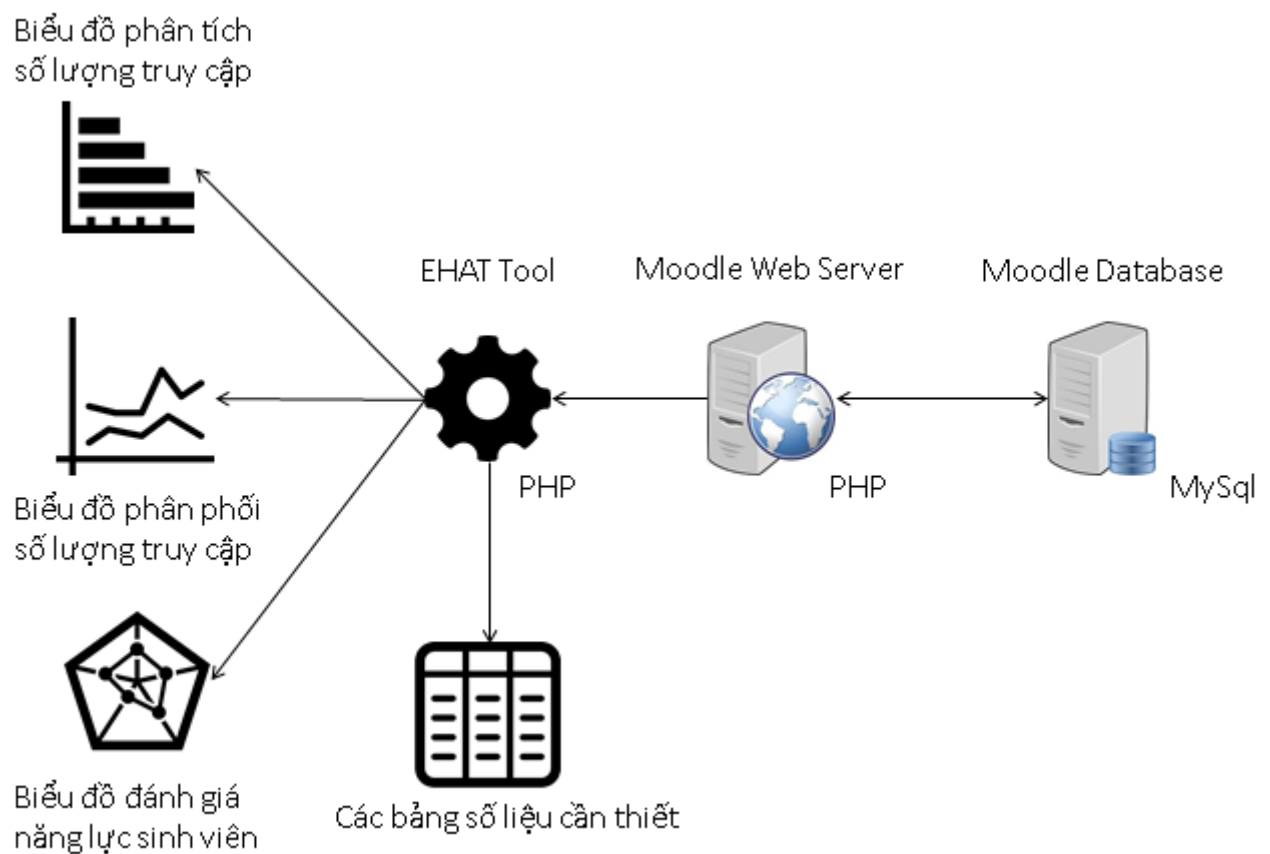 Biểu đồ phân tích
số lượng truy cập
EHAT Tool
Moodle Web Server
Moodle Database
PHP
PHP
MySql
Biểu đồ phân phối
số lượng truy cập
Biểu đồ đánh giá
năng lực sinh viên
Các bảng số liệu cần thiết